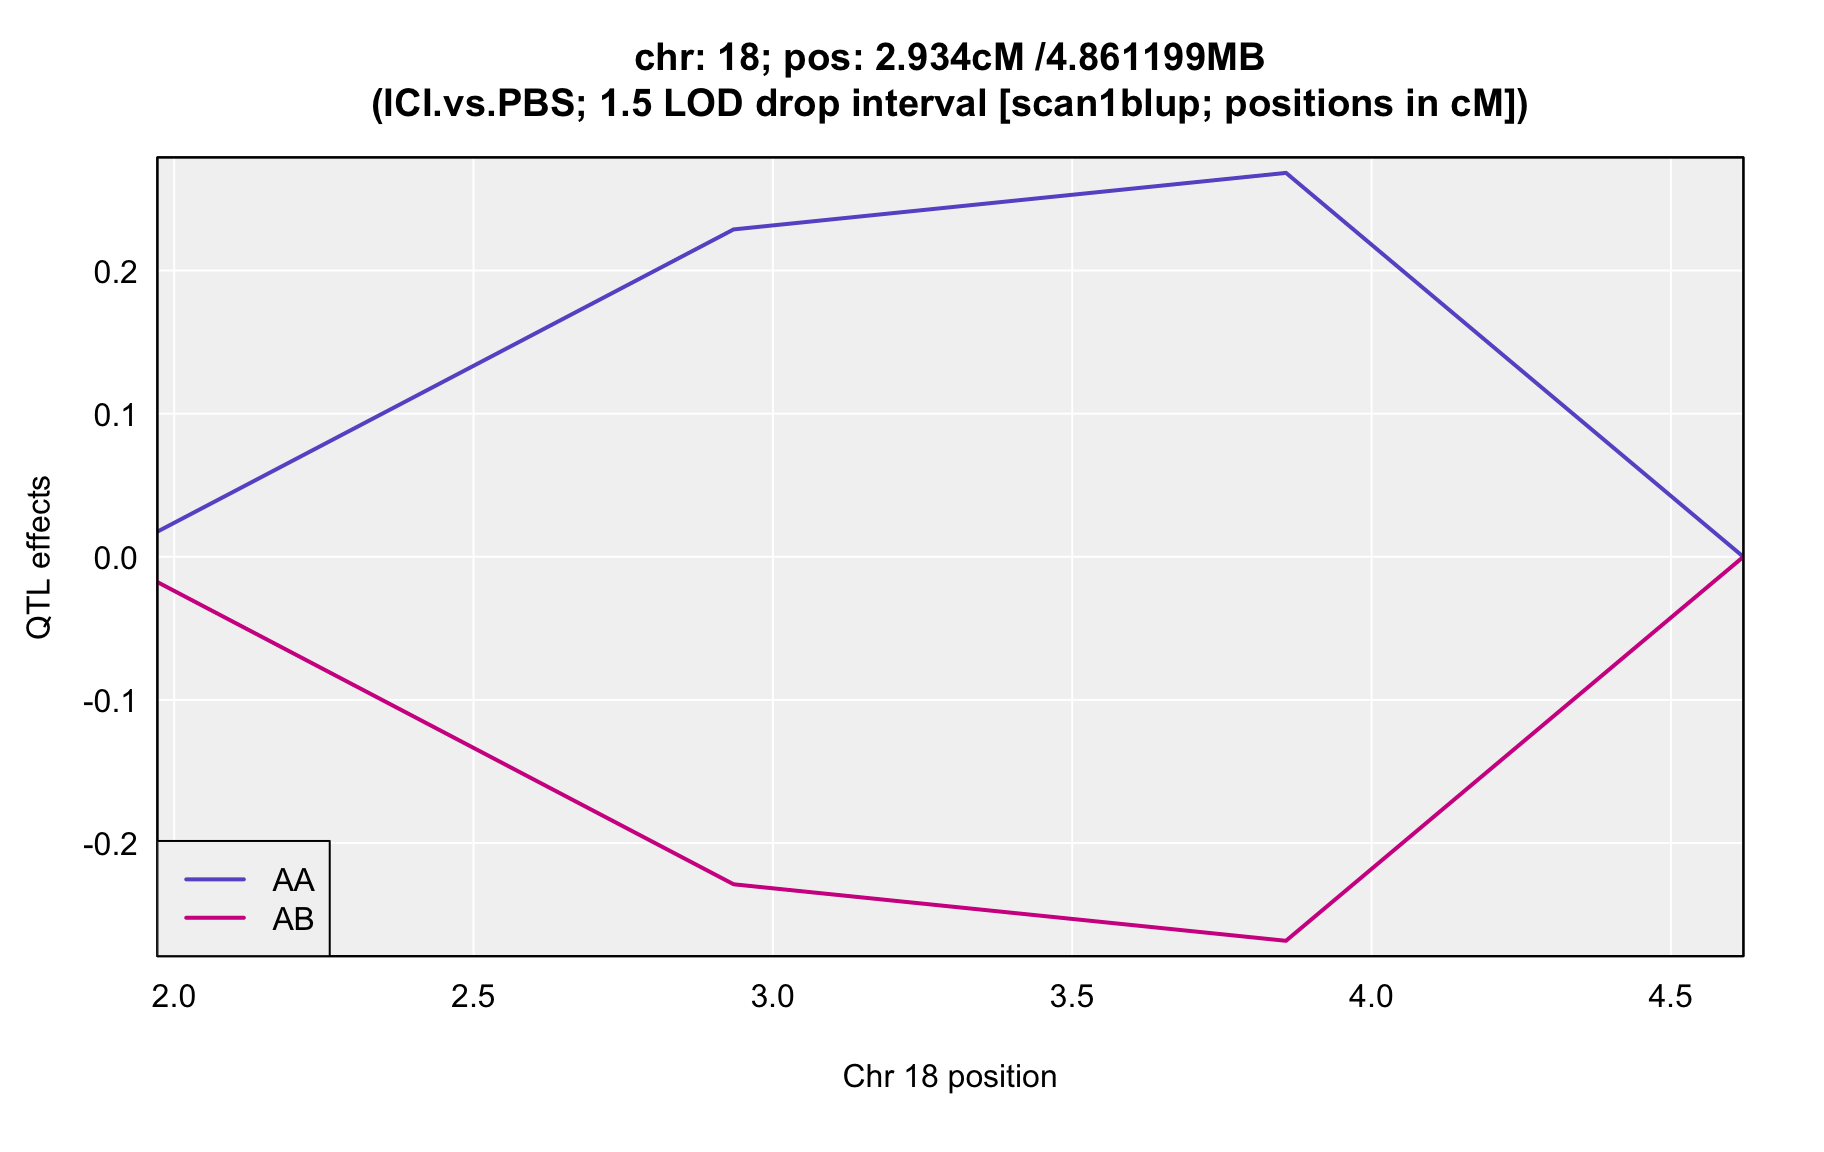 chr: 18; pos: 2.934cM /4.861199MB
(ICI.vs.PBS; 1.5 LOD drop interval [scan1blup; positions in cM])
QTL effects
0.2
0.1
0.0
-0.1
-0.2
AA
AB
2.0 2.5 3.0 3.5 4.0 4.5
Chr 18 position